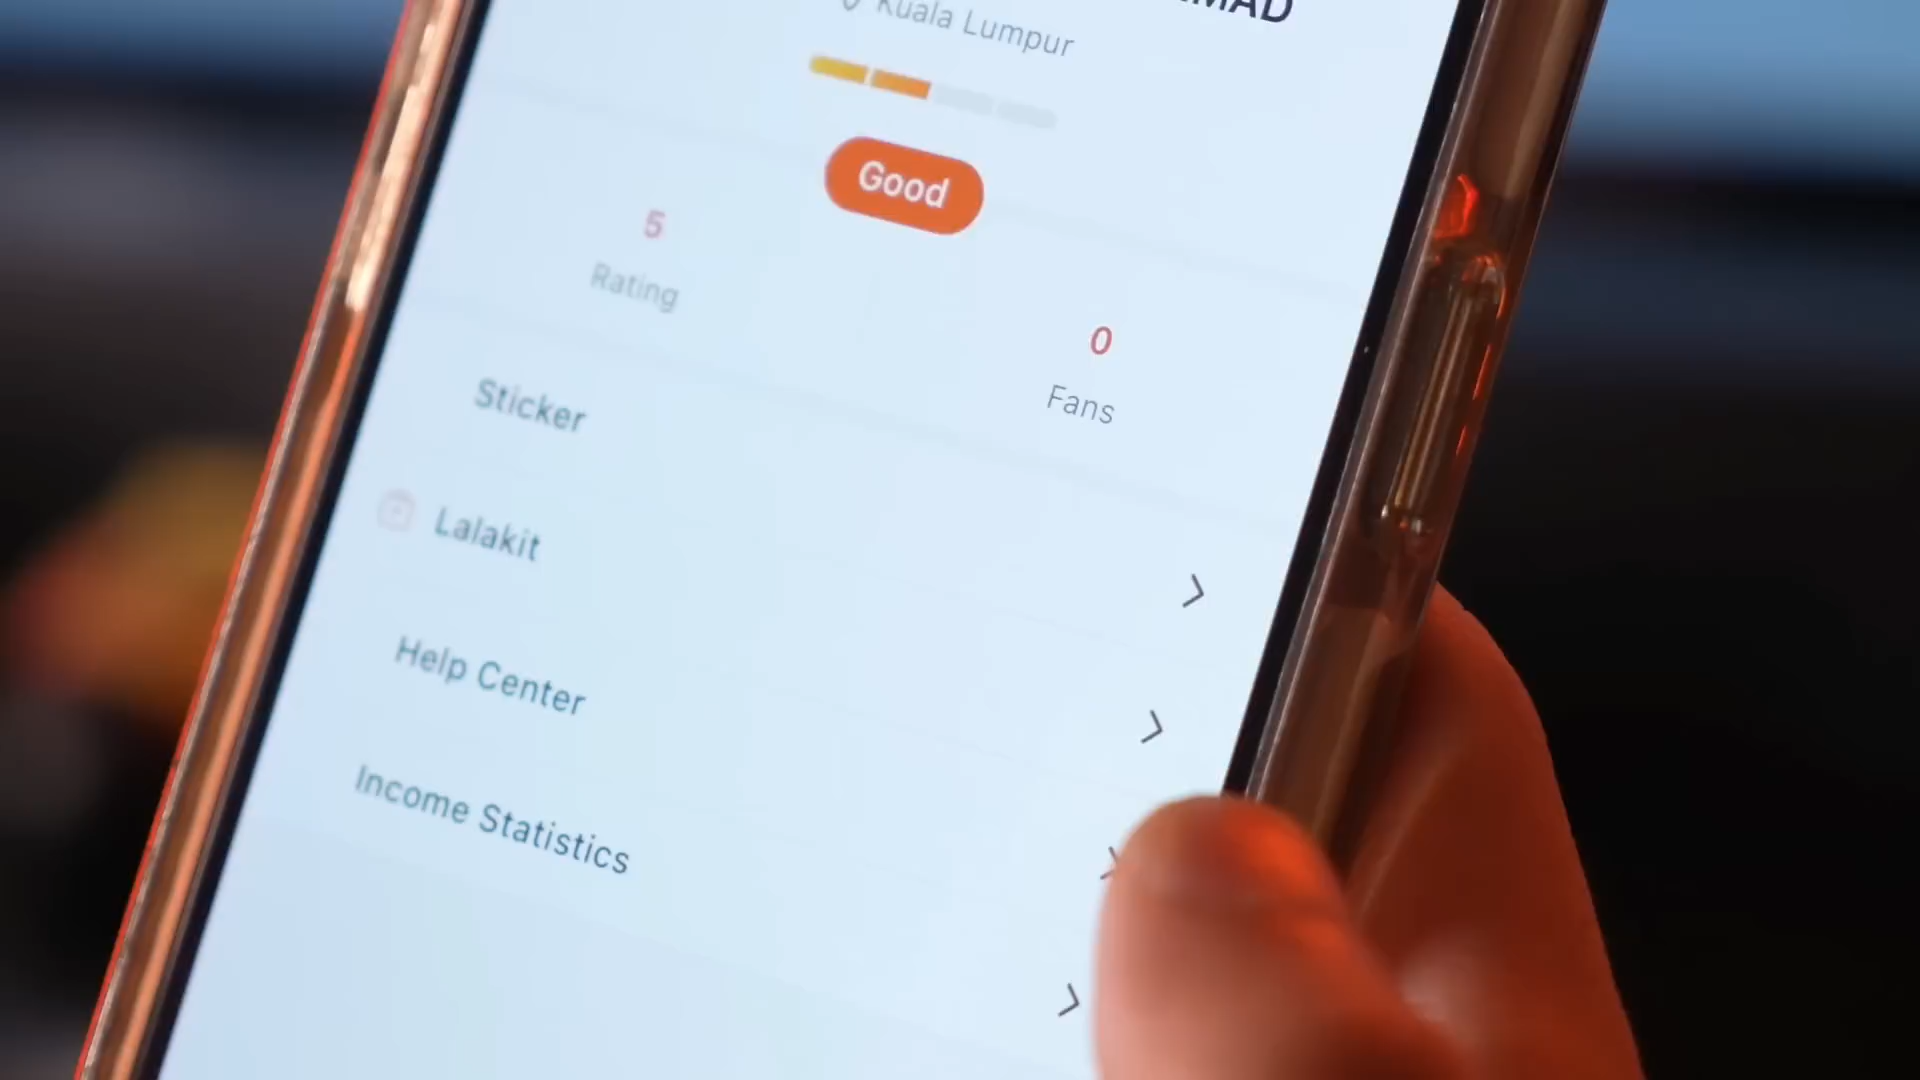 Kuala Lumpur
Good
5
Rating
0
Fans
Sticker
Lalakit
Help Center
Income Statistics